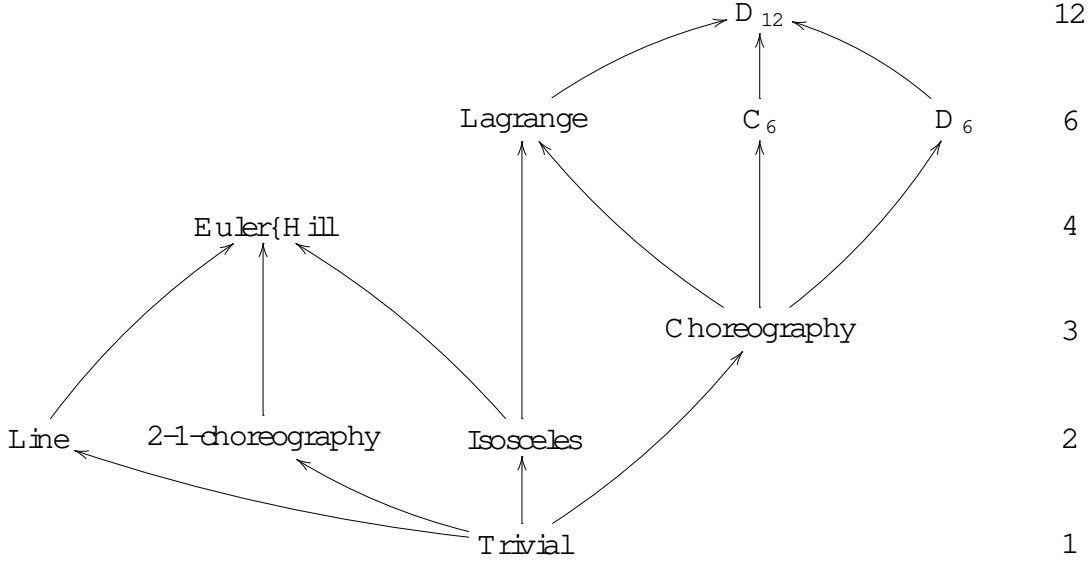 D 12 12
Lagrange C 6 D 6 6
Euler{Hill 4
Choreography 3
Line 2-1-choreography Isosceles 2
Trivial 1